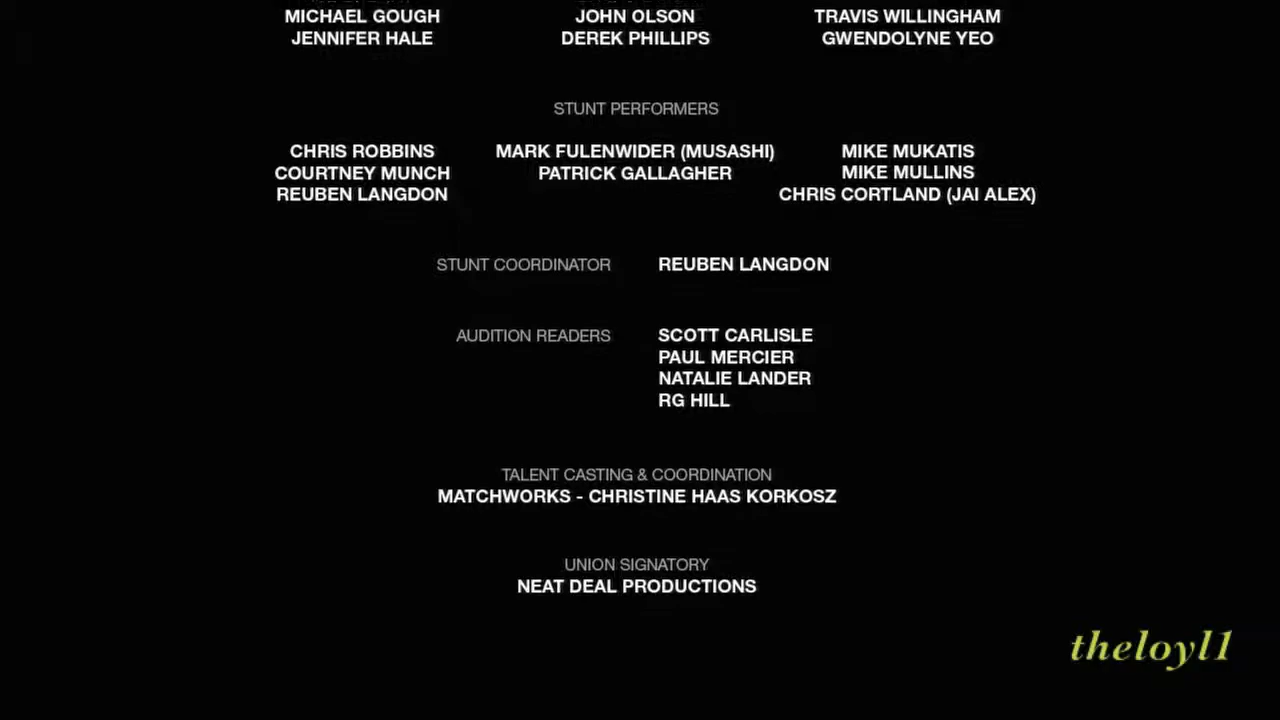 MICHAEL GOUGH JOHN OLSON TRAVIS WILLINGHAM
JENNIFER HALE DEREK PHILLIPS GWENDOLYNE YEO
STUNT PERFORMERS
CHRIS ROBBINS MARK FULENWIDER (MUSASHI) MIKE MUKATIS
COURTNEY MUNCH PATRICK GALLAGHER MIKE MULLINS
REUBEN LANGDON CHRIS CORTLAND (JAI ALEX)
STUNT COORDINATOR REUBEN LANGDON
AUDITION READERS SCOTT CARLISLE
PAUL MERCIER
NATALIE LANDER
RG HILL
TALENT CASTING & COORDINATION
MATCHWORKS - CHRISTINE HAAS KORKOSZ
UNION SIGNATORY
NEAT DEAL PRODUCTIONS
theloyl1